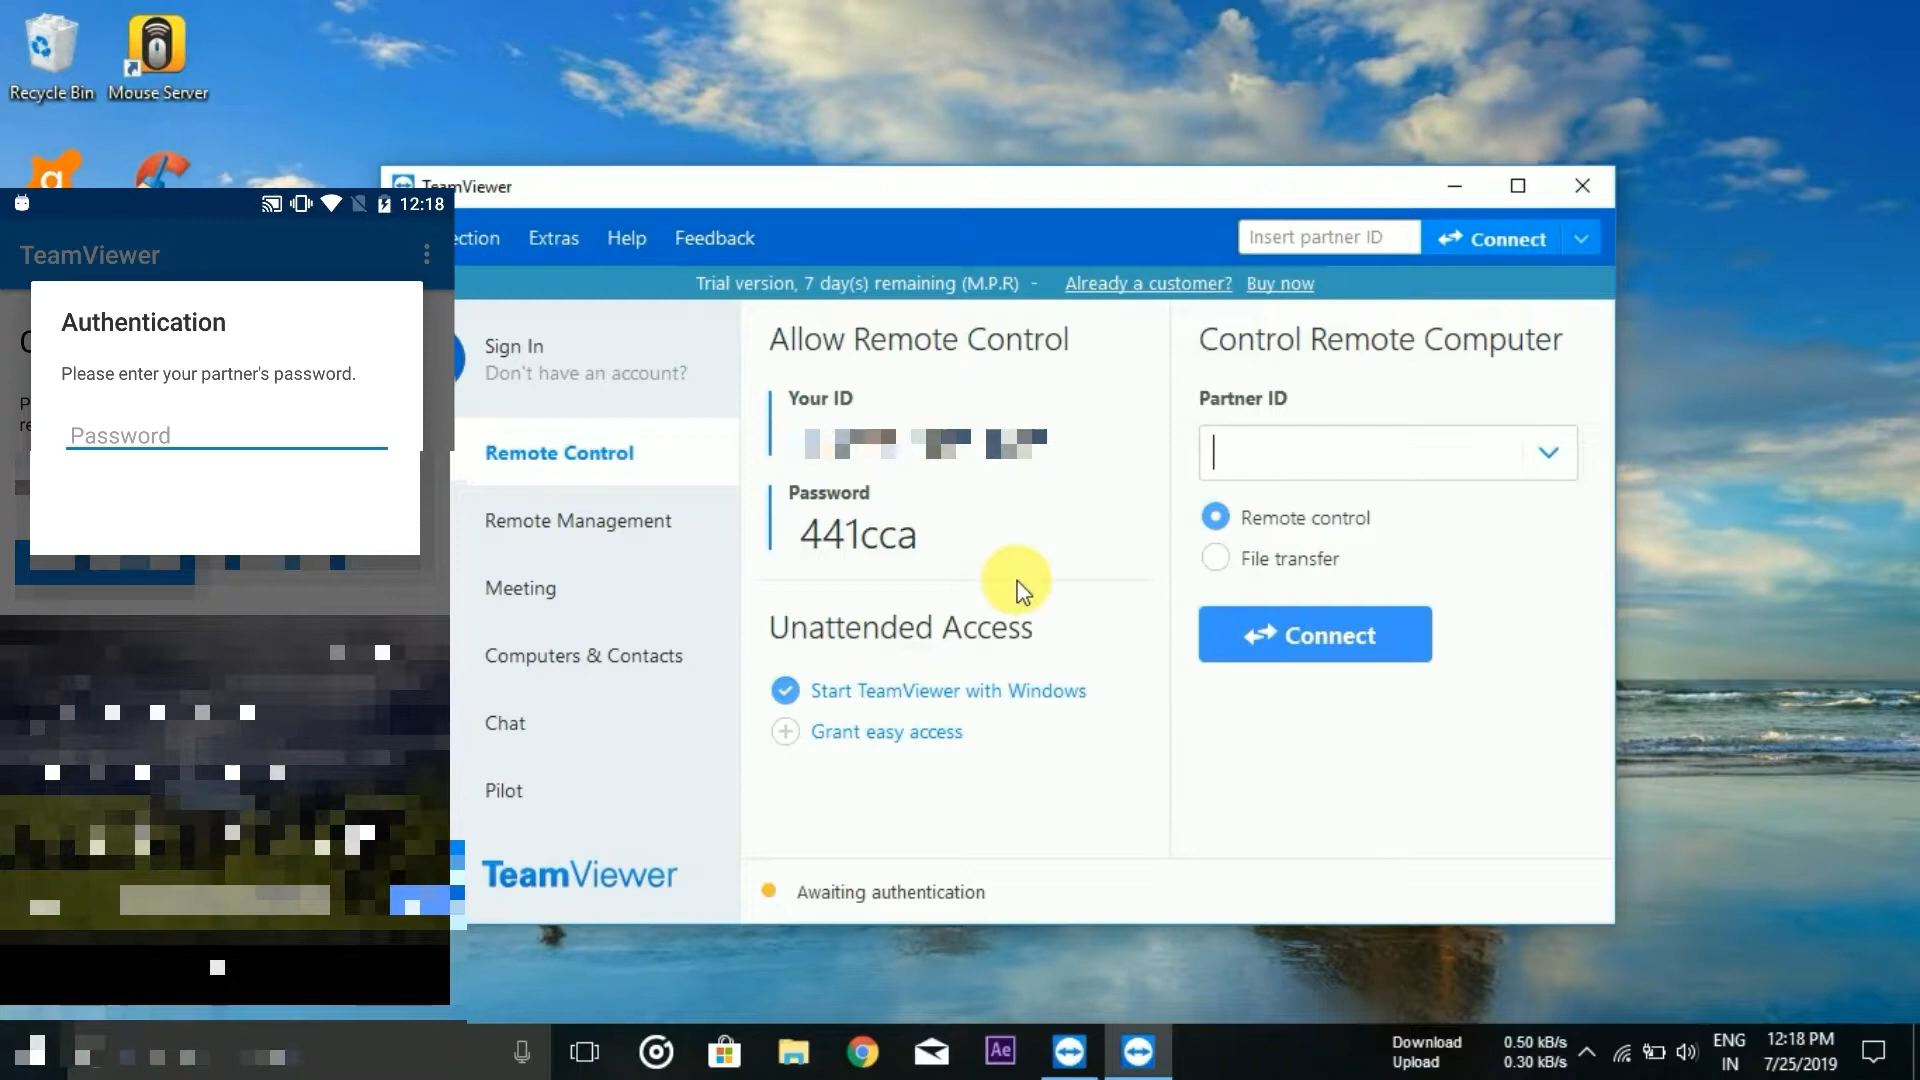 Recycle Bin
Mouse Server
12:18
TeamViewer
Authentication
Please enter your partner's password.
Password
TeamViewer
ection
Extras
Help
Feedback
Insert partner ID
Connect
Trial version, 7 day(s) remaining (M.P.R) -
Already a customer?
Buy now
Sign In
Don't have an account?
Remote Control
Remote Management
Meeting
Computers & Contacts
Chat
Pilot
TeamViewer
Allow Remote Control
Your ID
Password
441cca
Unattended Access
Start TeamViewer with Windows
Grant easy access
Awaiting authentication
Control Remote Computer
Partner ID
Remote control
File transfer
Connect
Ae
Download 0.50 kB/s
Upload 0.30 kB/s
ENG
IN
12:18 PM
7/25/2019